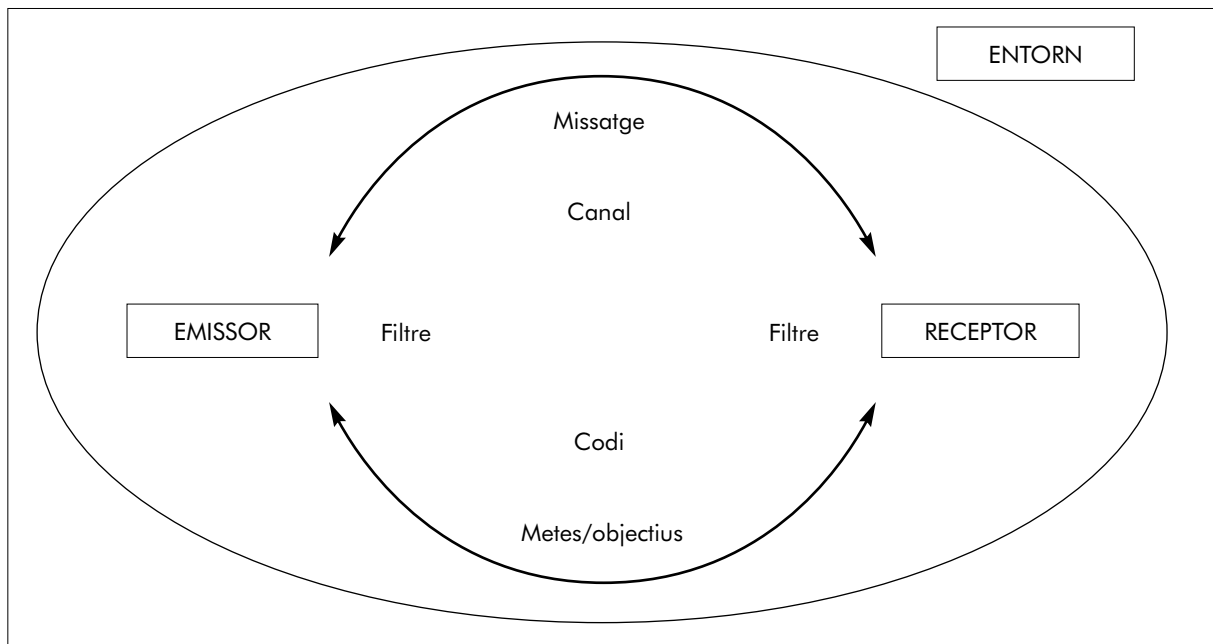 ENTORN
Missatge
Canal
EMISSOR
Filtre
Filtre
RECEPTOR
Codi
Metes/objectius